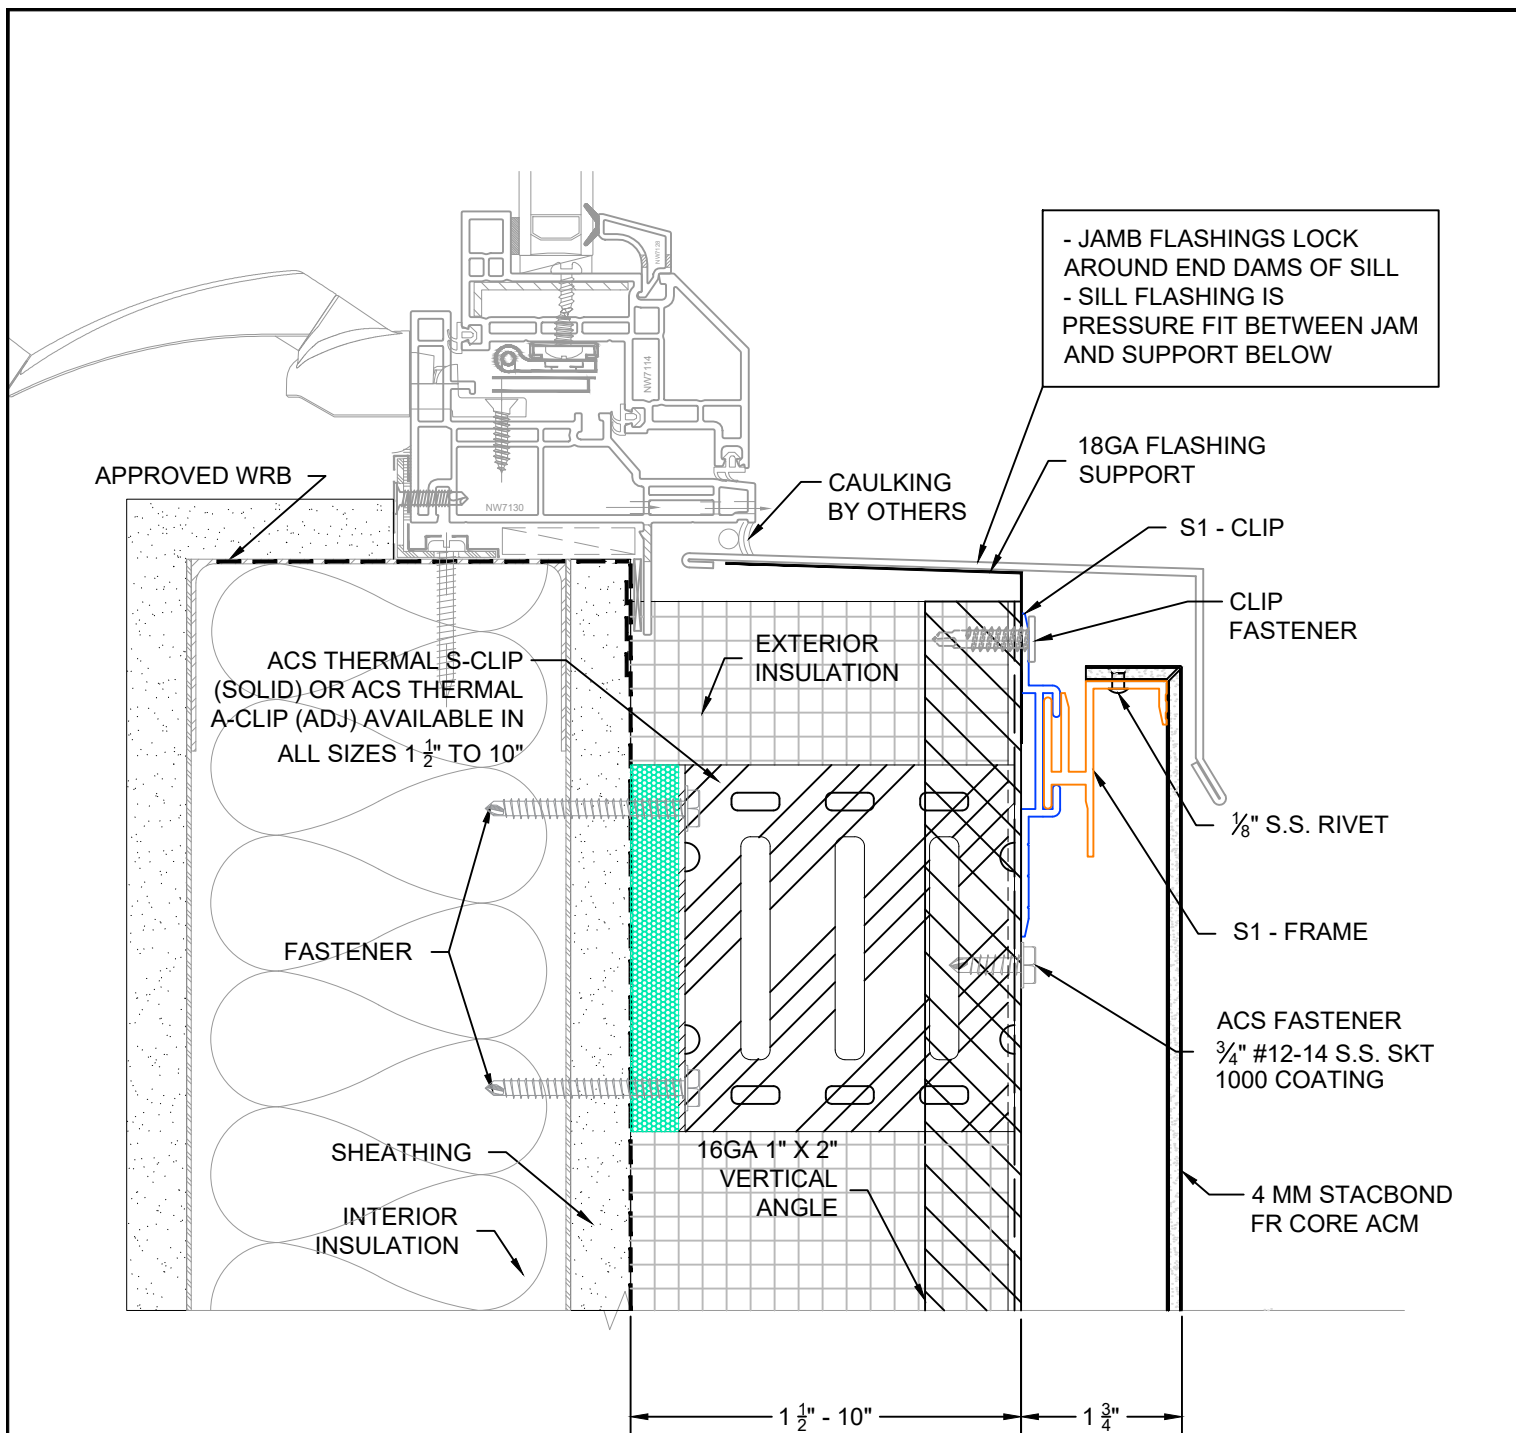 - JAMB FLASHINGS LOCK
AROUND END DAMS OF SILL
- SILL FLASHING IS
PRESSURE FIT BETWEEN JAM
AND SUPPORT BELOW
18GA FLASHING
SUPPORT
APPROVED WRB
CAULKING
BY OTHERS
S1 - CLIP
CLIP
FASTENER
NW7128
NW7114
NW7130
EXTERIOR
INSULATION
ACS THERMAL S-CLIP
(SOLID) OR ACS THERMAL
A-CLIP (ADJ) AVAILABLE IN
ALL SIZES 1 1/2" TO 10"
1/8" S.S. RIVET
FASTENER
S1 - FRAME
ACS FASTENER
3/4" #12-14 S.S. SKT
1000 COATING
SHEATHING
16GA 1" X 2"
VERTICAL
ANGLE
INTERIOR
INSULATION
4 MM STACBOND
FR CORE ACM
1 1/2" - 10"
1 3/4"